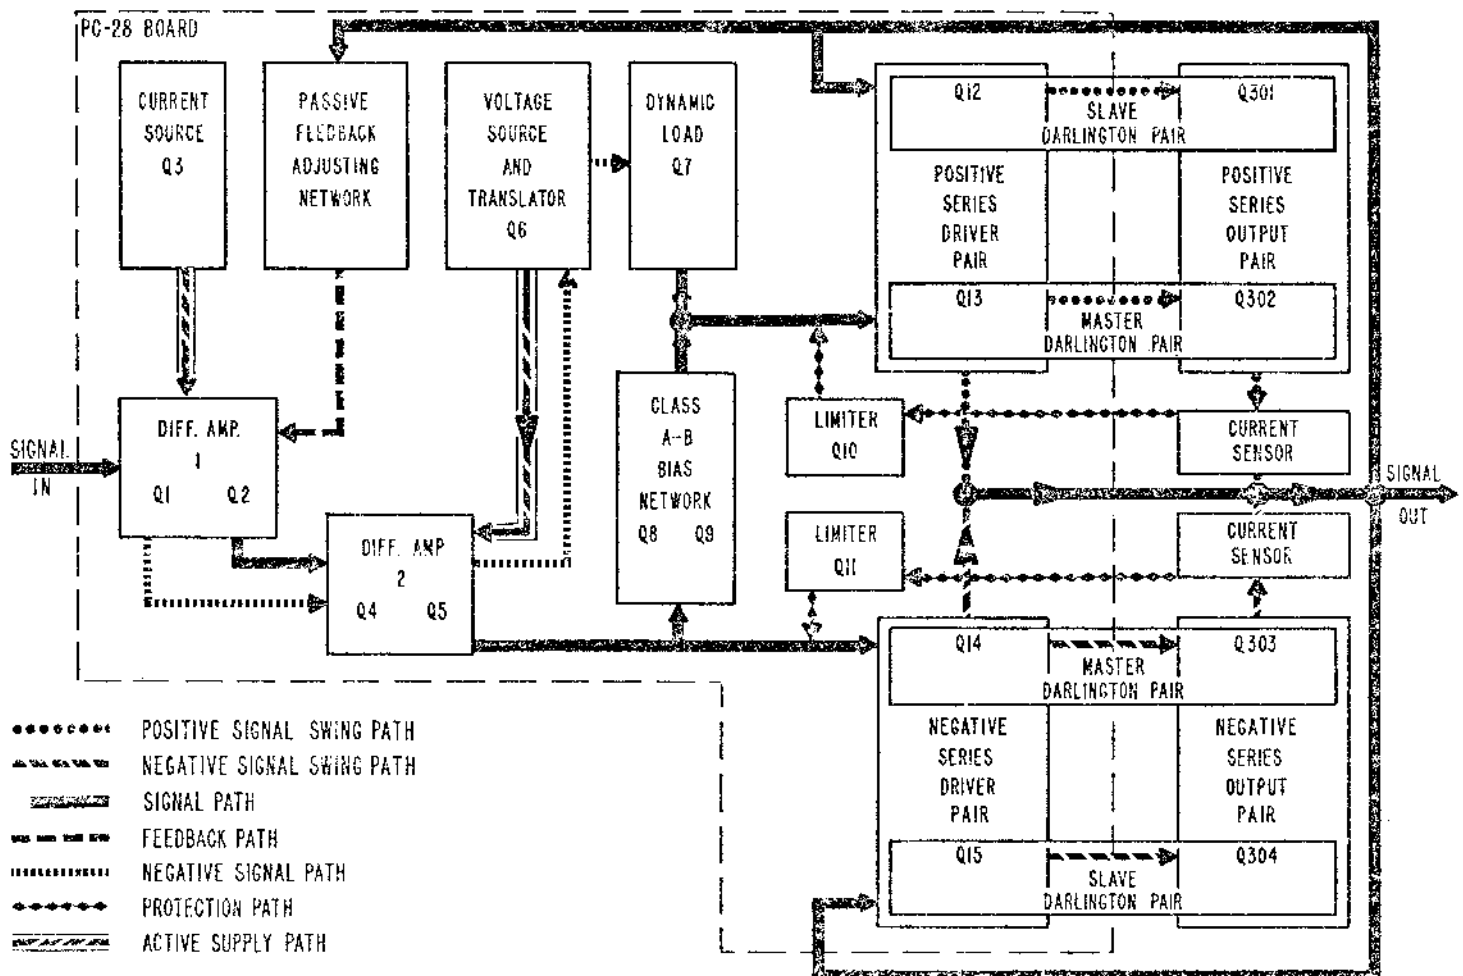 PC-28 BOARD
CURRENT
SOURCE
Q3
PASSIVE
FEEDBACK
ADJUSTING
NETWORK
VOLTAGE
SOURCE
AND
TRANSLATOR
Q6
DYNAMIC
LOAD
Q7
Q12
SLAVE
DARLINGTON PAIR
Q301
POSITIVE
SERIES
DRIVER
PAIR
POSITIVE
SERIES
OUTPUT
PAIR
Q13
MASTER
DARLINGTON PAIR
Q302
SIGNAL
IN
DIFF. AMP.
1
Q1 Q2
DIFF. AMP
2
Q4 Q5
CLASS
A-B
BIAS
NETWORK
Q8 Q9
LIMITER
Q10
CURRENT
SENSOR
SIGNAL
OUT
LIMITER
Q11
CURRENT
SENSOR
Q14
MASTER
DARLINGTON PAIR
Q303
NEGATIVE
SERIES
DRIVER
PAIR
NEGATIVE
SERIES
OUTPUT
PAIR
Q15
SLAVE
DARLINGTON PAIR
Q304
POSITIVE SIGNAL SWING PATH
NEGATIVE SIGNAL SWING PATH
SIGNAL PATH
FEEDBACK PATH
NEGATIVE SIGNAL PATH
PROTECTION PATH
ACTIVE SUPPLY PATH